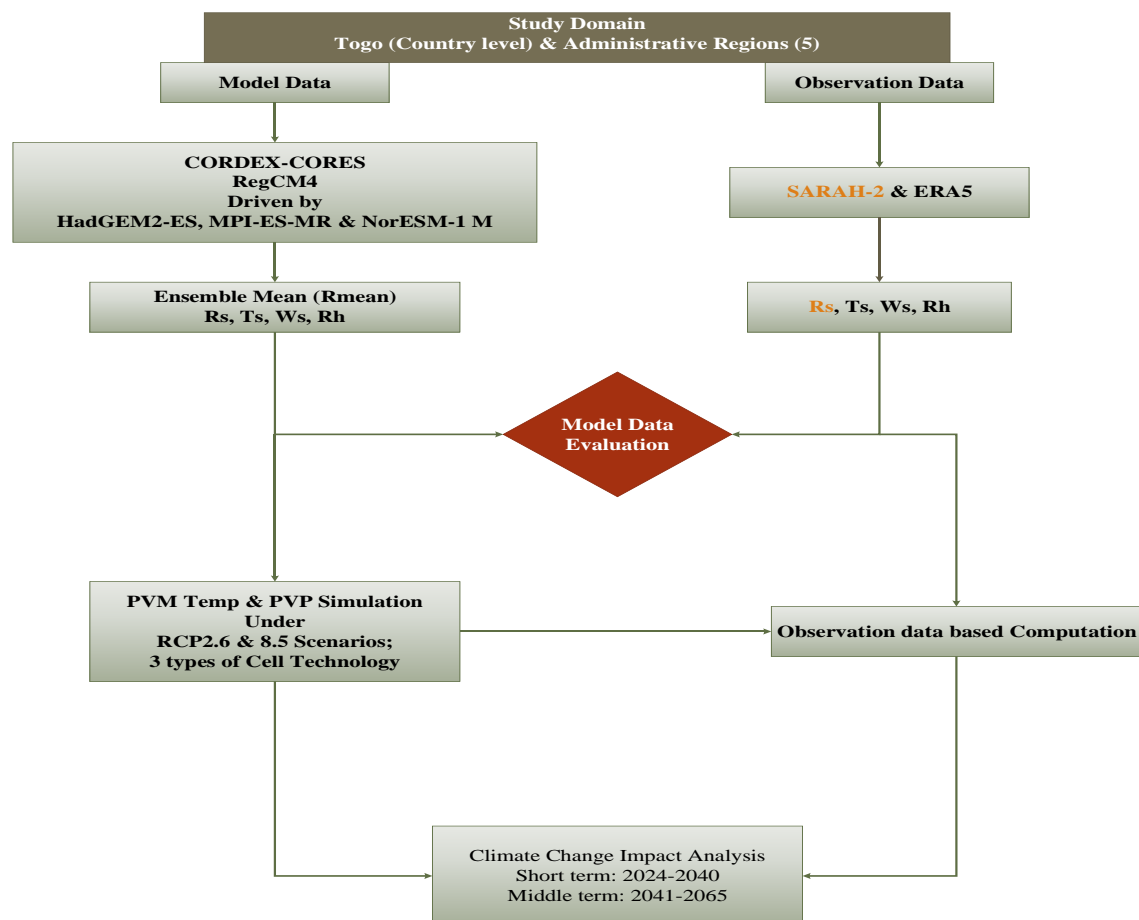 Study Domain
Togo (Country level) & Administrative Regions (5)
Model Data
Observation Data
CORDEX-CORES
RegCM4
Driven by
HadGEM2-ES, MPI-ES-MR & NorESM-1 M
SARAH-2 & ERA5
Ensemble Mean (Rmean)
Rs, Ts, Ws, Rh
Rs, Ts, Ws, Rh
Model Data
Evaluation
PVM Temp & PVP Simulation
Under
RCP2.6 & 8.5 Scenarios;
3 types of Cell Technology
Observation data based Computation
Climate Change Impact Analysis
Short term: 2024-2040
Middle term: 2041-2065